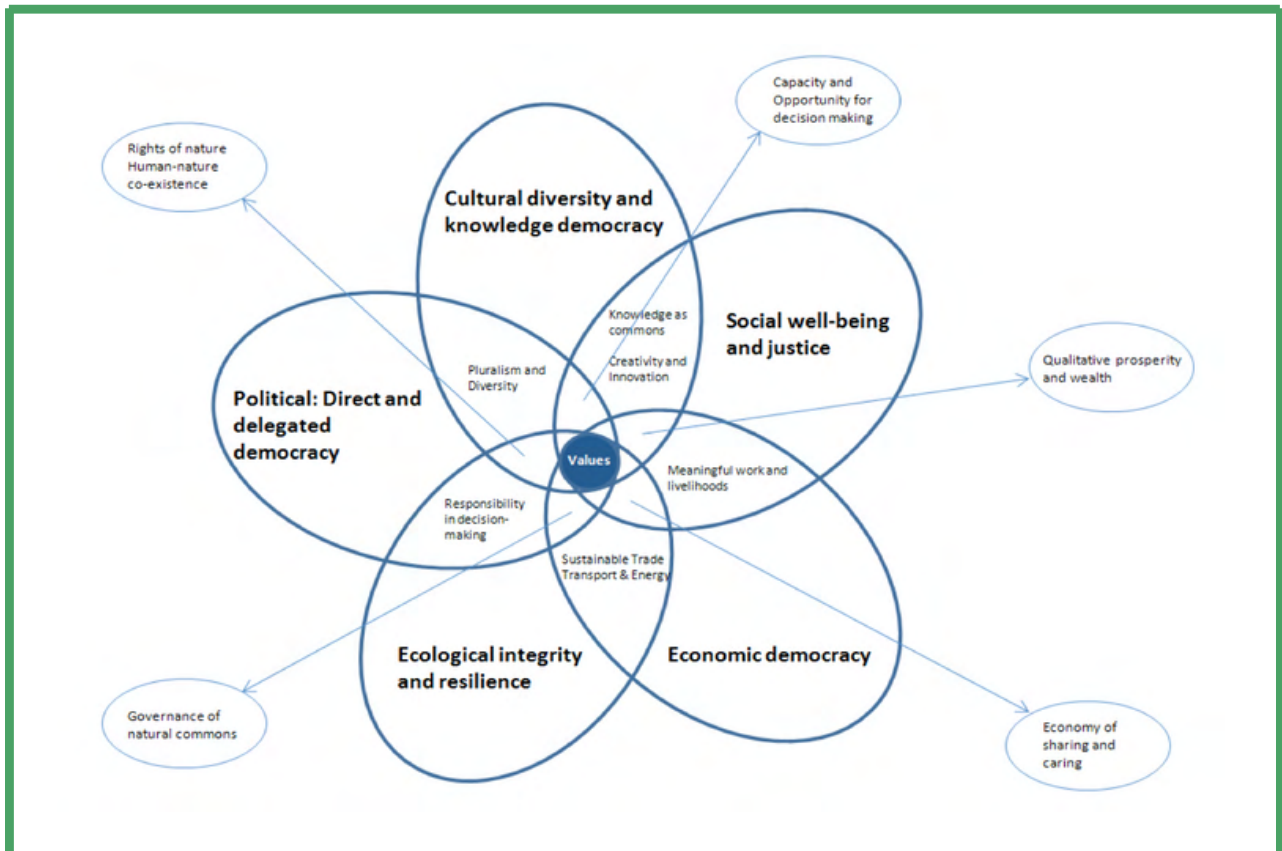 Capacity and
Opportunity for
decision making
Rights of nature
Human-nature
co-existence
Cultural diversity and
knowledge democracy
Knowledge as
commons
Creativity and
Innovation
Social well-being
and justice
Qualitative prosperity
and wealth
Pluralism and
Diversity
Political: Direct and
delegated
democracy
Values
Meaningful work and
livelihoods
Responsibility
in decision-
making
Sustainable Trade
Transport & Energy
Ecological integrity
and resilience
Economic democracy
Governance of
natural commons
Economy of
sharing and
caring